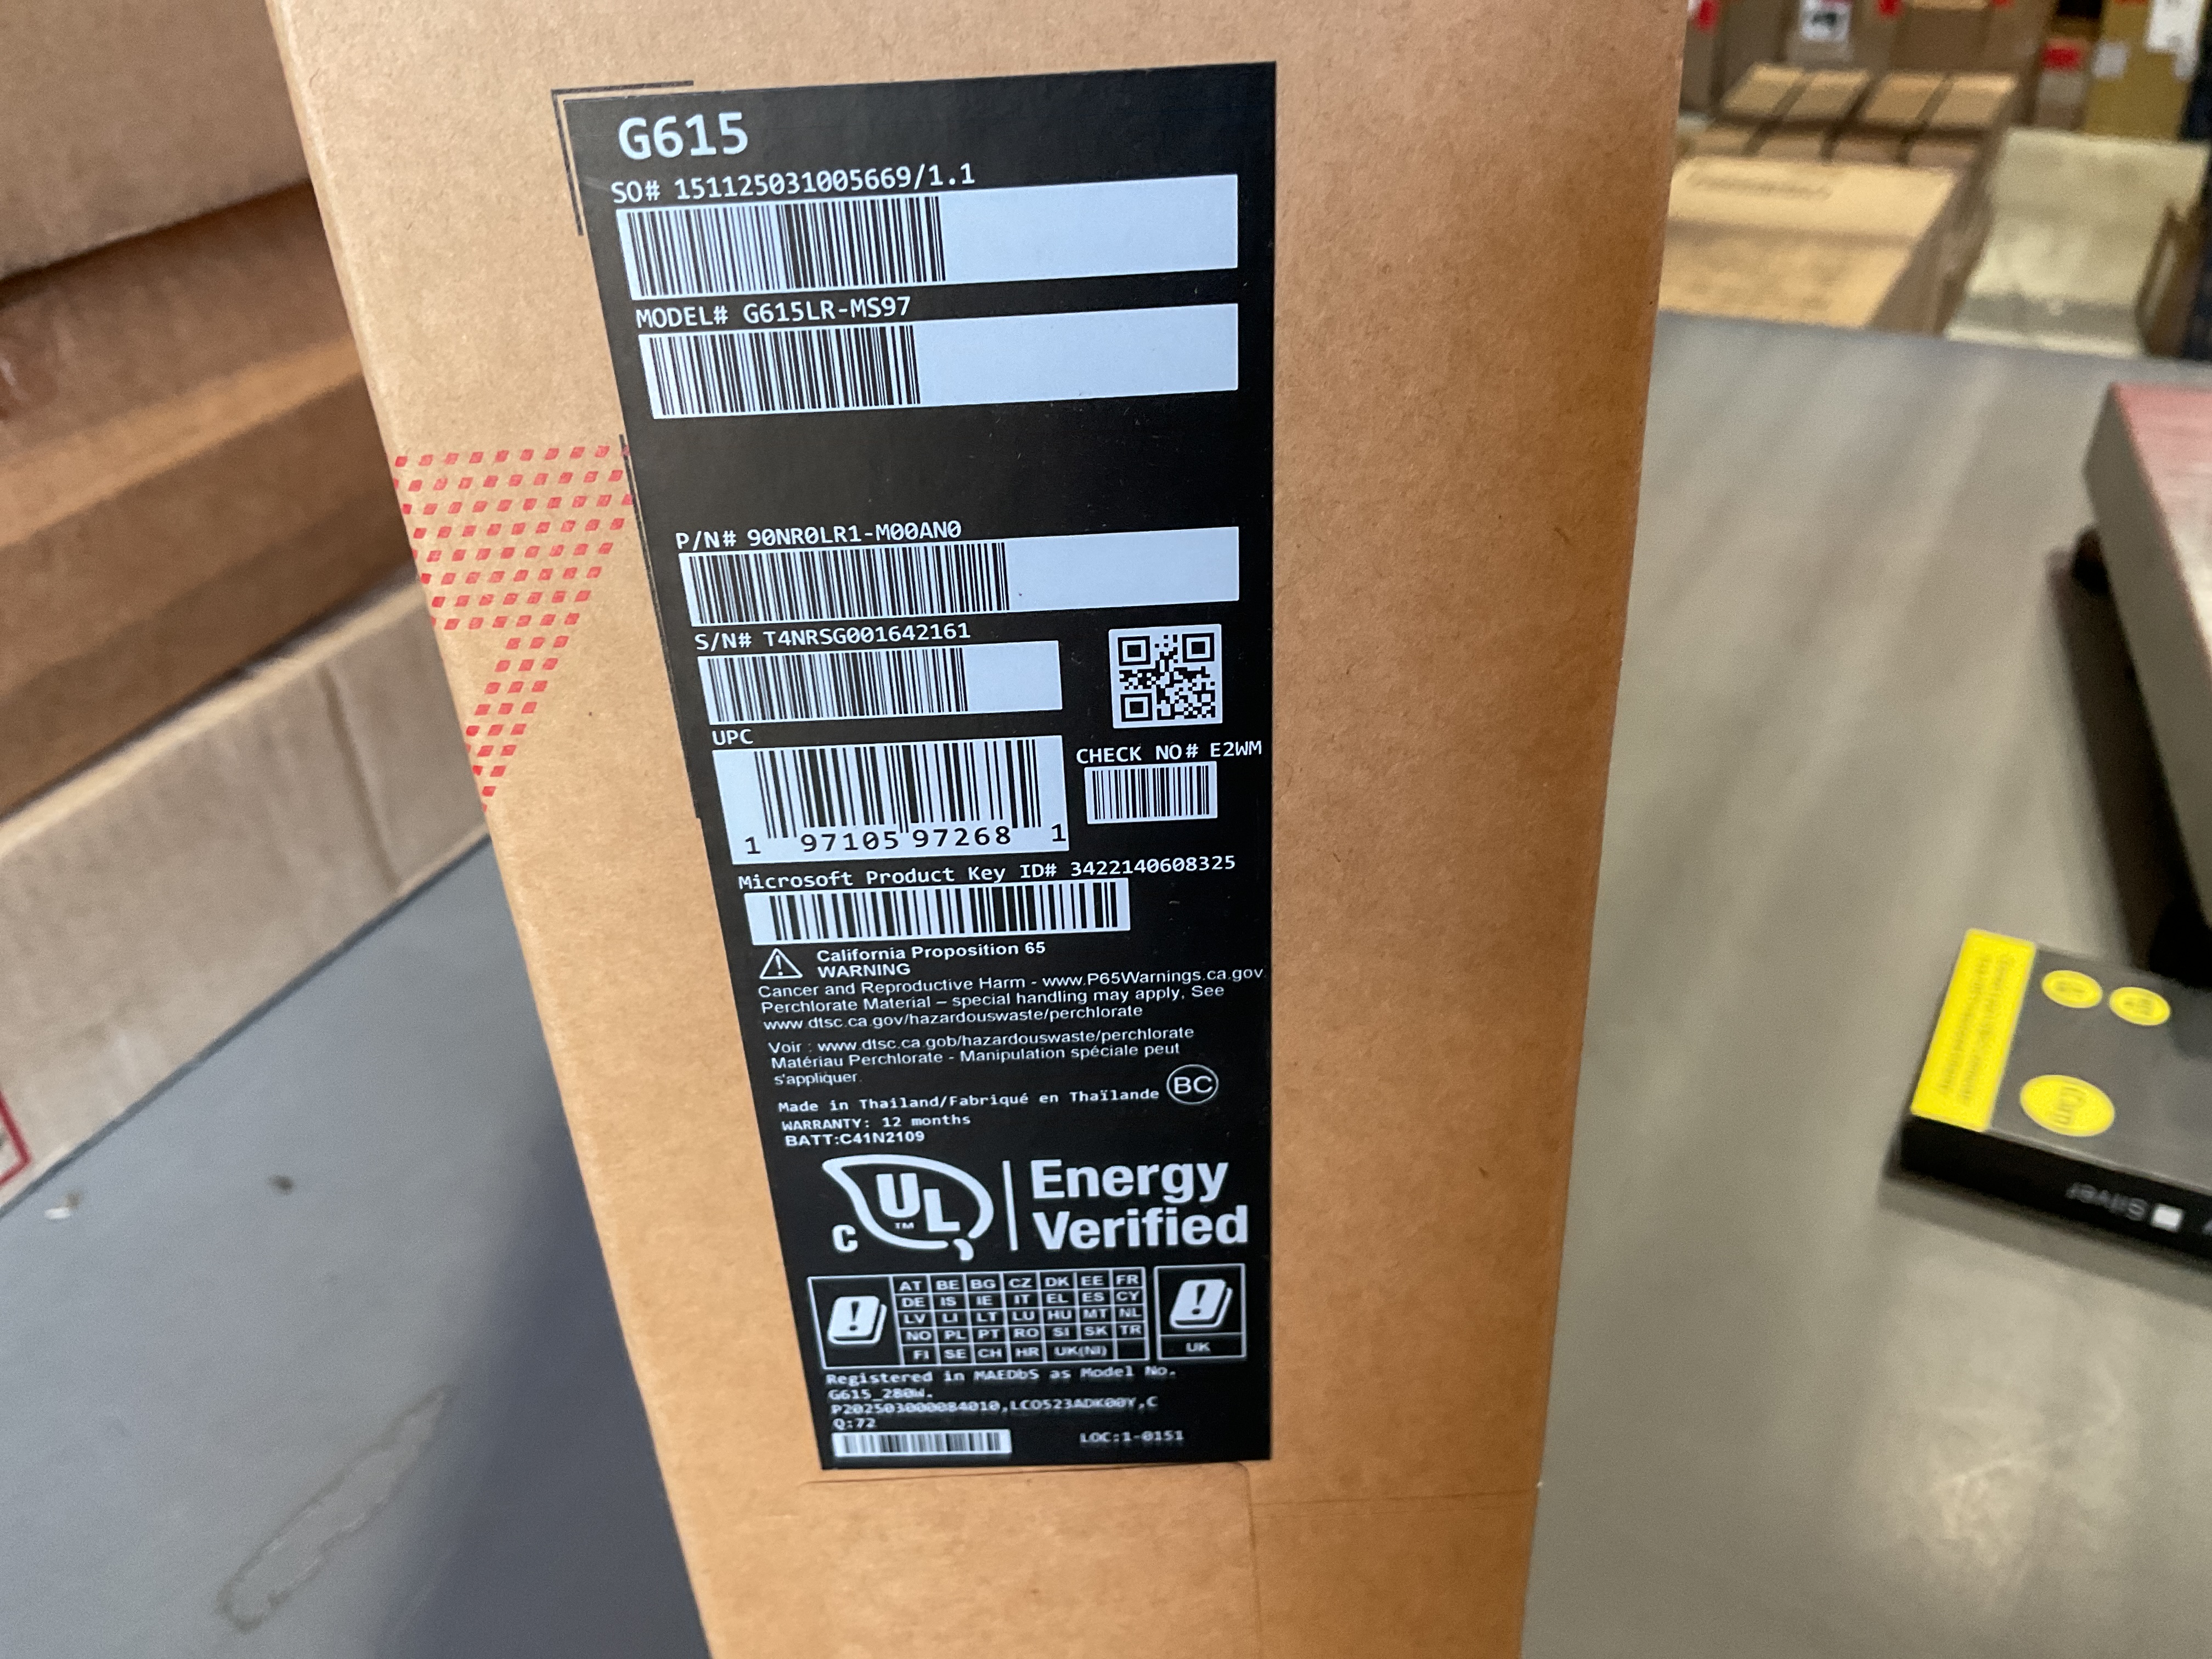 G615
SO# 151125031005669/1.1
MODEL# G615LR-MS97
P/N# 90NR0LR1-M00AN0
S/N# T4NRSG001642161
UPC
CHECK NO# E2WM
1 97105 97268 1
Microsoft Product Key ID# 3422140608325
California Proposition 65
WARNING
Cancer and Reproductive Harm - www.P65Warnings.ca.gov
Perchlorate Material – special handling may apply, See
www.dtsc.ca.gov/hazardouswaste/perchlorate
Voir : www.dtsc.ca.gob/hazardouswaste/perchlorate
Matériau Perchlorate - Manipulation spéciale peut
s'appliquer.
BC
Made in Thailand/Fabriqué en Thaïlande
WARRANTY: 12 months
BATT:C41N2109
C UL ™ Energy
Verified
AT BE BG CZ DK EE FR
DE IS IE IT EL ES CY
LV LI LT LU HU MT NL
NO PL PT RO SI SK TR
FI SE CH HR UK(NI)
UK
Registered in MAEDbS as Model No.
G615_280W.
P202503000084010,LCO523ADK00Y,C
Q:72
LOC:1-0151
Silver